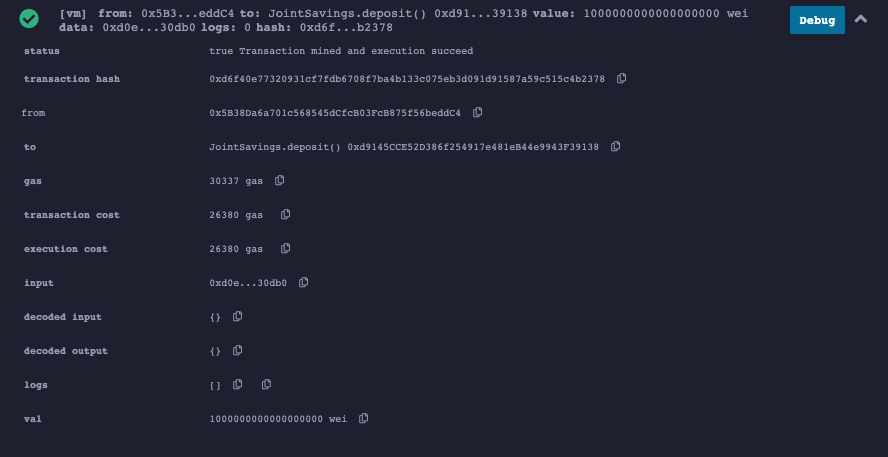 [vm] from: 0x5B3...eddC4 to: JointSavings.deposit() 0xd91...39138 value: 1000000000000000000 wei
data: 0xd0e...30db0 logs: 0 hash: 0xd6f...b2378
Debug
status true Transaction mined and execution succeed
transaction hash 0xd6f40e77320931cf7fdb6708f7ba4b133c075eb3d091d91587a59c515c4b2378
from 0x5B38Da6a701c568545dCfcB03FcB875f56beddC4
to JointSavings.deposit() 0xd9145CCE52D386f254917e481eB44e9943F39138
gas 30337 gas
transaction cost 26380 gas
execution cost 26380 gas
input 0xd0e...30db0
decoded input {}
decoded output {}
logs []
val 1000000000000000000 wei